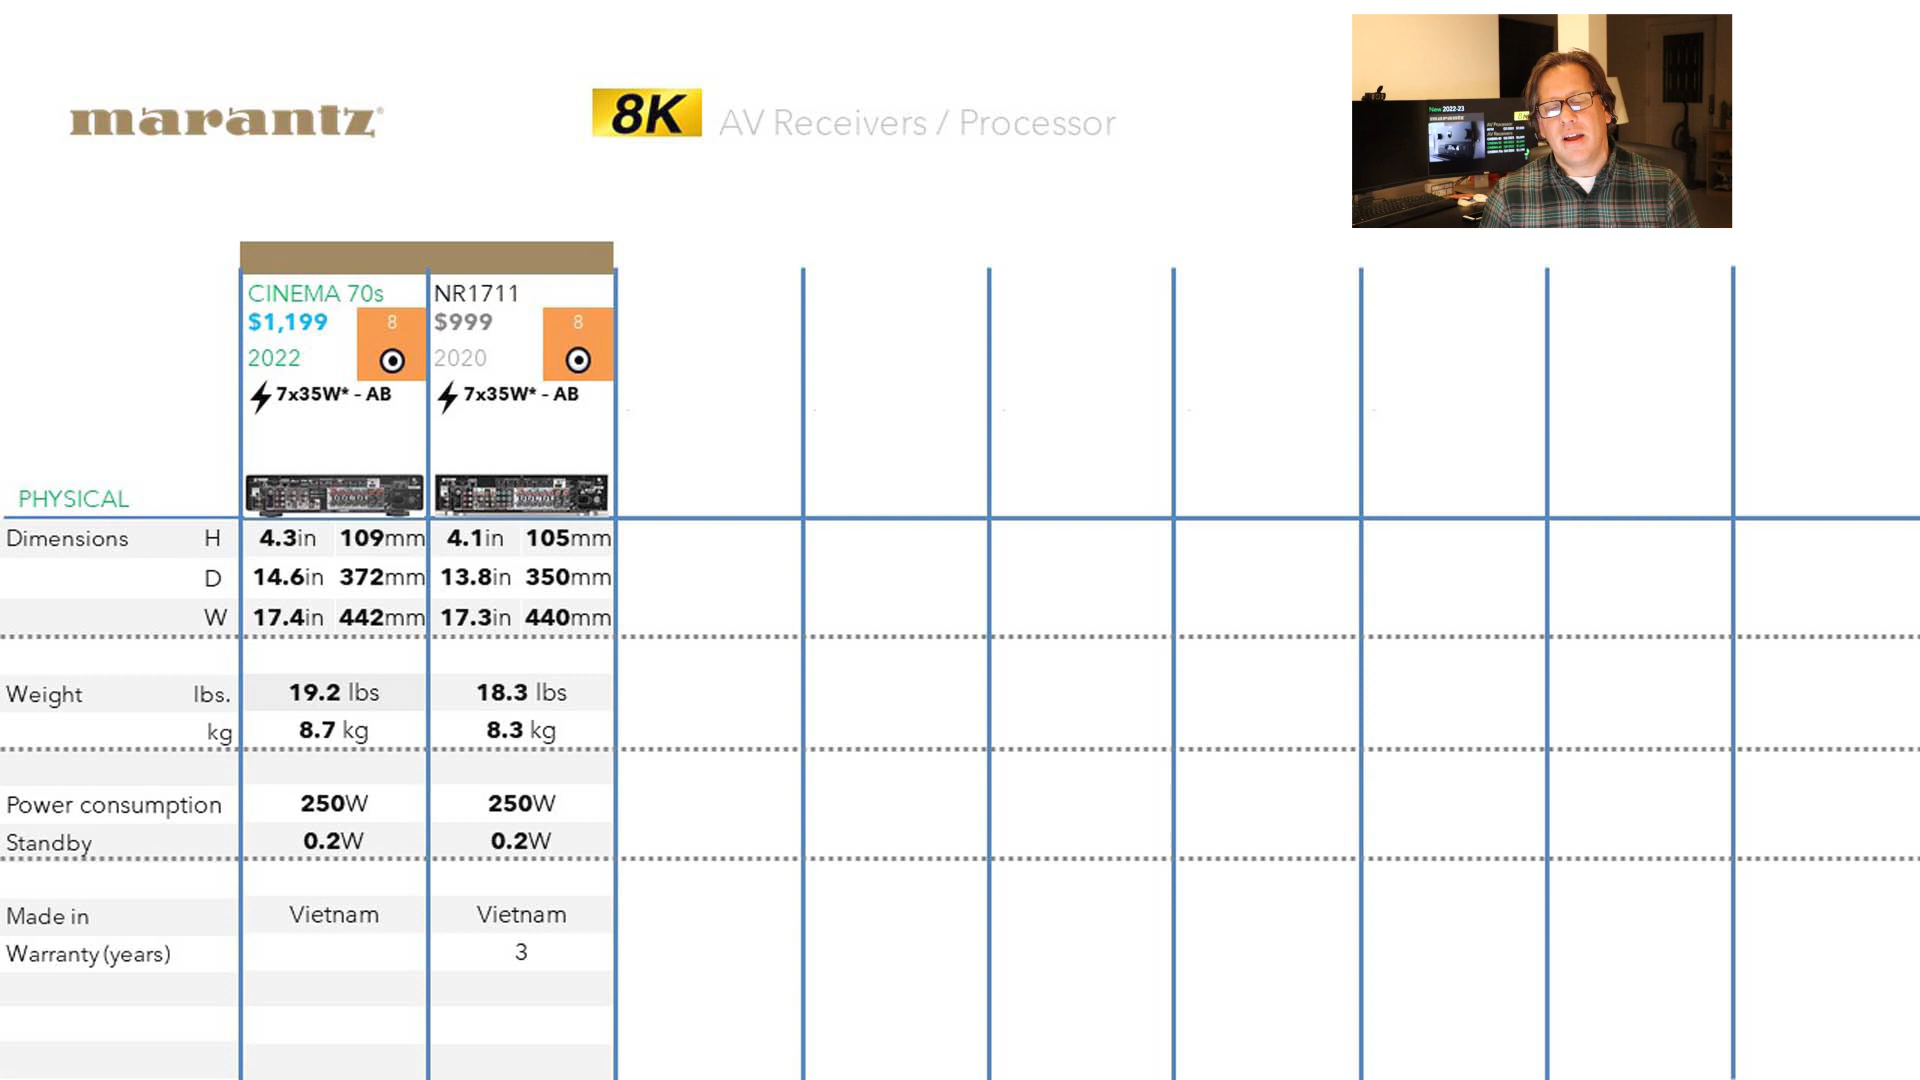 marantz
8K AV Receivers / Processor
New 2022-23
CINEMA 70s NR1711
$1,199 8 $999 8
2022 2020
7x35W* - AB 7x35W* - AB
PHYSICAL
Dimensions H 4.3in 109mm 4.1in 105mm
D 14.6in 372mm 13.8in 350mm
W 17.4in 442mm 17.3in 440mm
Weight lbs. 19.2 lbs 18.3 lbs
kg 8.7 kg 8.3 kg
Power consumption 250W 250W
Standby 0.2W 0.2W
Made in Vietnam Vietnam
Warranty (years) 3